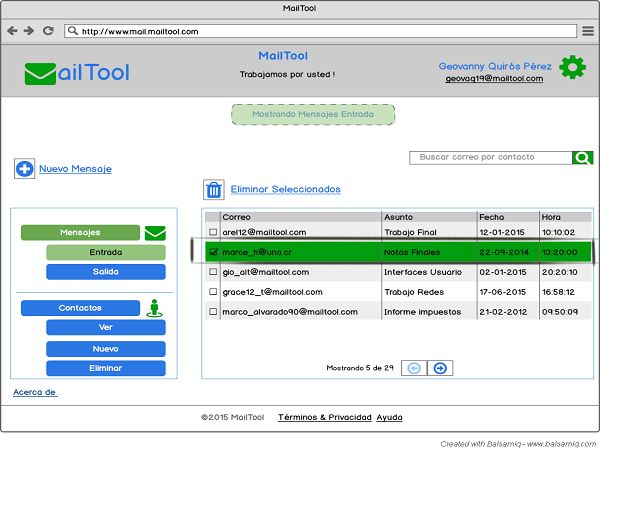 MailTool
http://www.mail.mailtool.com
ailTool
MailTool
Trabajamos por usted !
Geovanny Quirós Pérez
geovaq19@mailtool.com
Mostrando Mensajes Entrada
Buscar correo por contacto
Nuevo Mensaje
Eliminar Seleccionados
Mensajes
Entrada
Salida
Contactos
Ver
Nuevo
Eliminar
Correo Asunto Fecha Hora
arel12@mailtool.com Trabajo Final 12-01-2015 10:10:02
marce_h@una.cr Notas Finales 22-09-2014 13:20:00
gio_alt@mailtool.com Interfaces Usuario 02-01-2015 20:20:10
grace12_t@mailtool.com Trabajo Redes 17-06-2015 16:58:12
marco_alvarado90@mailtool.com Informe impuestos 21-02-2012 09:50:09
Mostrando 5 de 29
Acerca de
©2015 MailTool Términos & Privacidad Ayuda
Created with Balsamiq - www.balsamiq.com